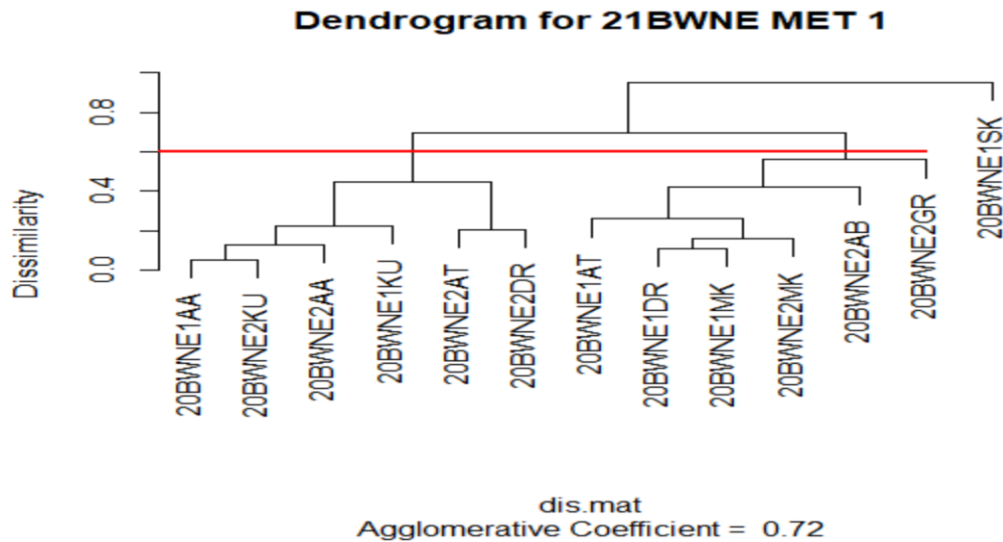 Dendrogram for 21BWNE MET 1
Dissimilarity
0.8
0.4
0.0
20BWNE1AA
20BWNE2KU
20BWNE2AA
20BWNE1KU
20BWNE2AT
20BWNE2DR
20BWNE1AT
20BWNE1DR
20BWNE1MK
20BWNE2MK
20BWNE2AB
20BWNE2GR
20BWNE1SK
dis.mat
Agglomerative Coefficient = 0.72